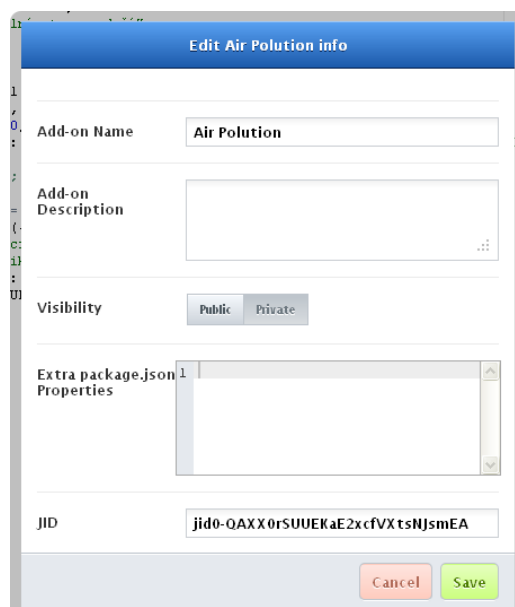 Edit Air Polution info
Add-on Name
Air Polution
Add-on
Description
Visibility
Public
Private
Extra package.json
Properties
1
JID
jid0-QAXX0rSUUEKaE2xcfVXtsNJsmEA
Cancel
Save